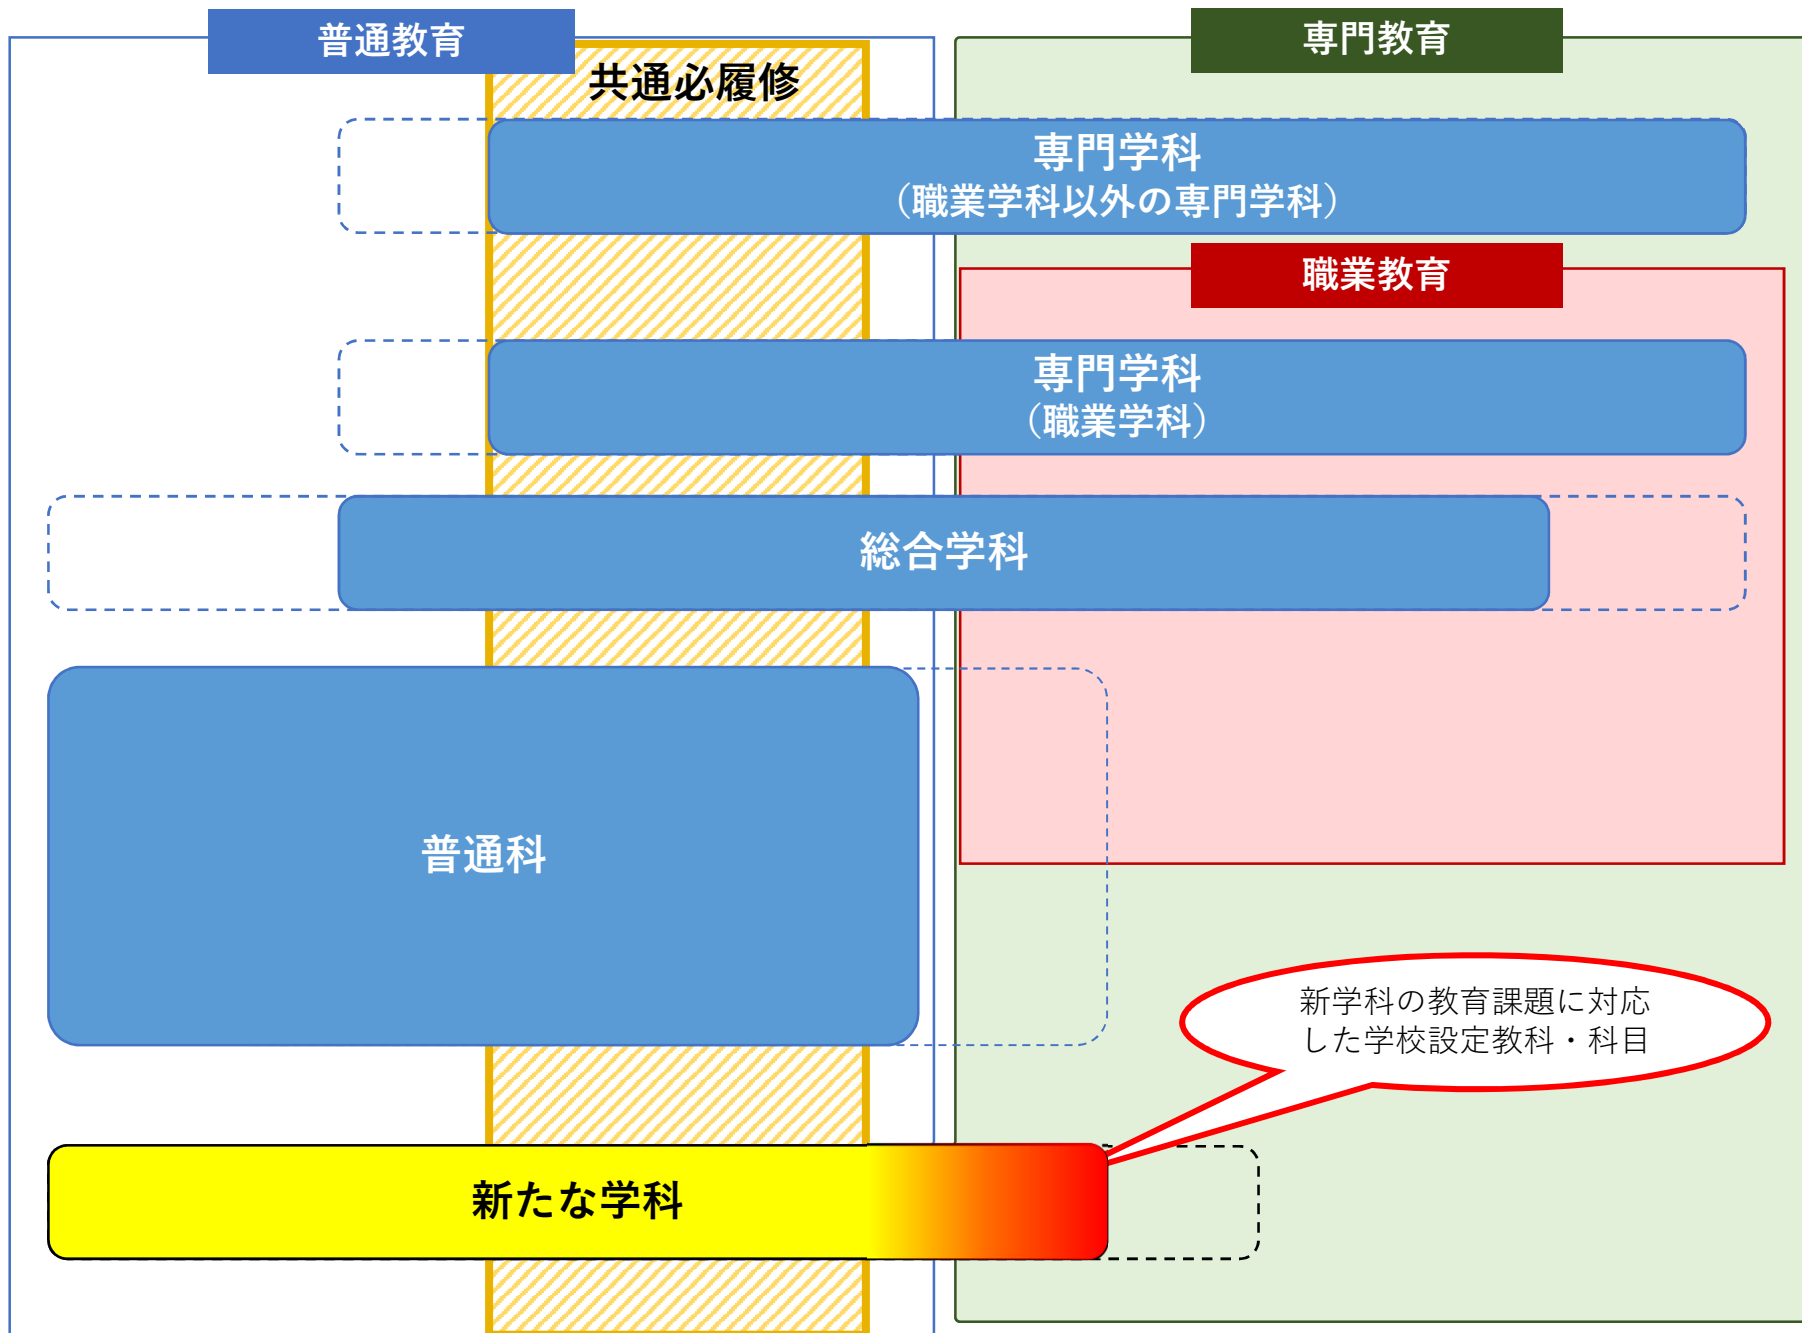 普通教育
専門教育
共通必履修
専門学科
（職業学科以外の専門学科）
職業教育
専門学科
（職業学科）
総合学科
普通科
新学科の教育課題に対応
した学校設定教科・科目
新たな学科